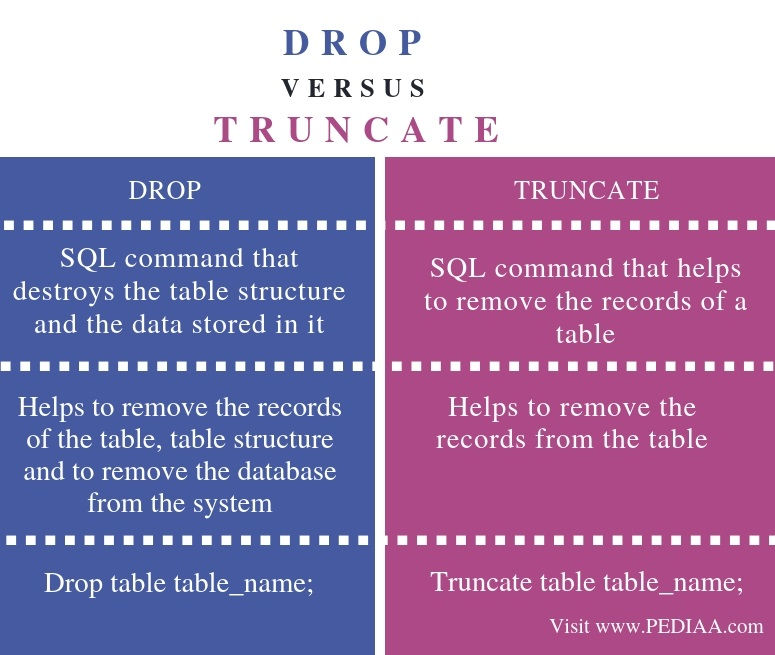 DROP
VERSUS
TRUNCATE
DROP
SQL command that
destroys the table structure
and the data stored in it
Helps to remove the records
of the table, table structure
and to remove the database
from the system
Drop table table_name;
TRUNCATE
SQL command that helps
to remove the records of a
table
Helps to remove the
records from the table
Truncate table table_name;
Visit www.PEDIAA.com